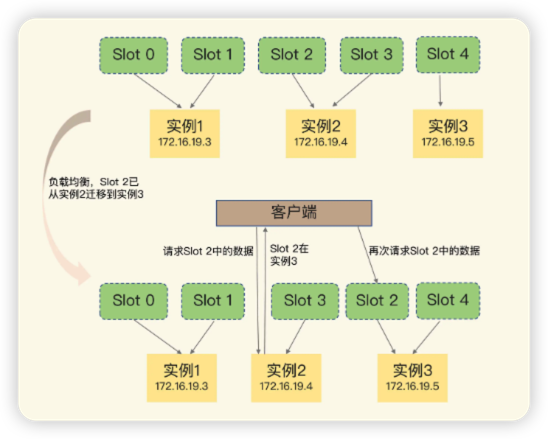 Slot 0
Slot 1
Slot 2
Slot 3
Slot 4
实例1
172.16.19.3
实例2
172.16.19.4
实例3
172.16.19.5
负载均衡，Slot 2已
从实例2迁移到实例3
客户端
请求Slot 2中的数据
Slot 2在
实例3
再次请求Slot 2中的数据
Slot 0
Slot 1
Slot 3
Slot 2
Slot 4
实例1
172.16.19.3
实例2
172.16.19.4
实例3
172.16.19.5